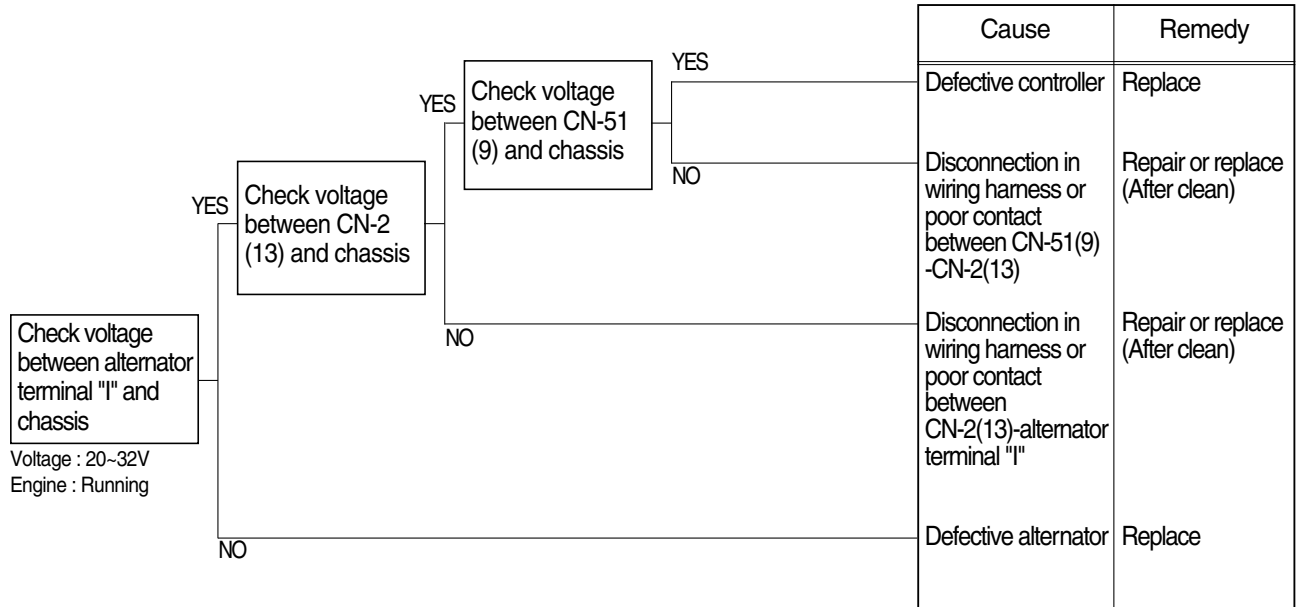 Cause
Remedy
YES
Defective controller
Replace
YES
Check voltage
between CN-51
(9) and chassis
NO
Disconnection in
wiring harness or
poor contact
between CN-51(9)
-CN-2(13)
Repair or replace
(After clean)
YES
Check voltage
between CN-2
(13) and chassis
NO
Disconnection in
wiring harness or
poor contact
between
CN-2(13)-alternator
terminal "I"
Repair or replace
(After clean)
Check voltage
between alternator
terminal "I" and
chassis
Voltage : 20~32V
Engine : Running
NO
Defective alternator
Replace